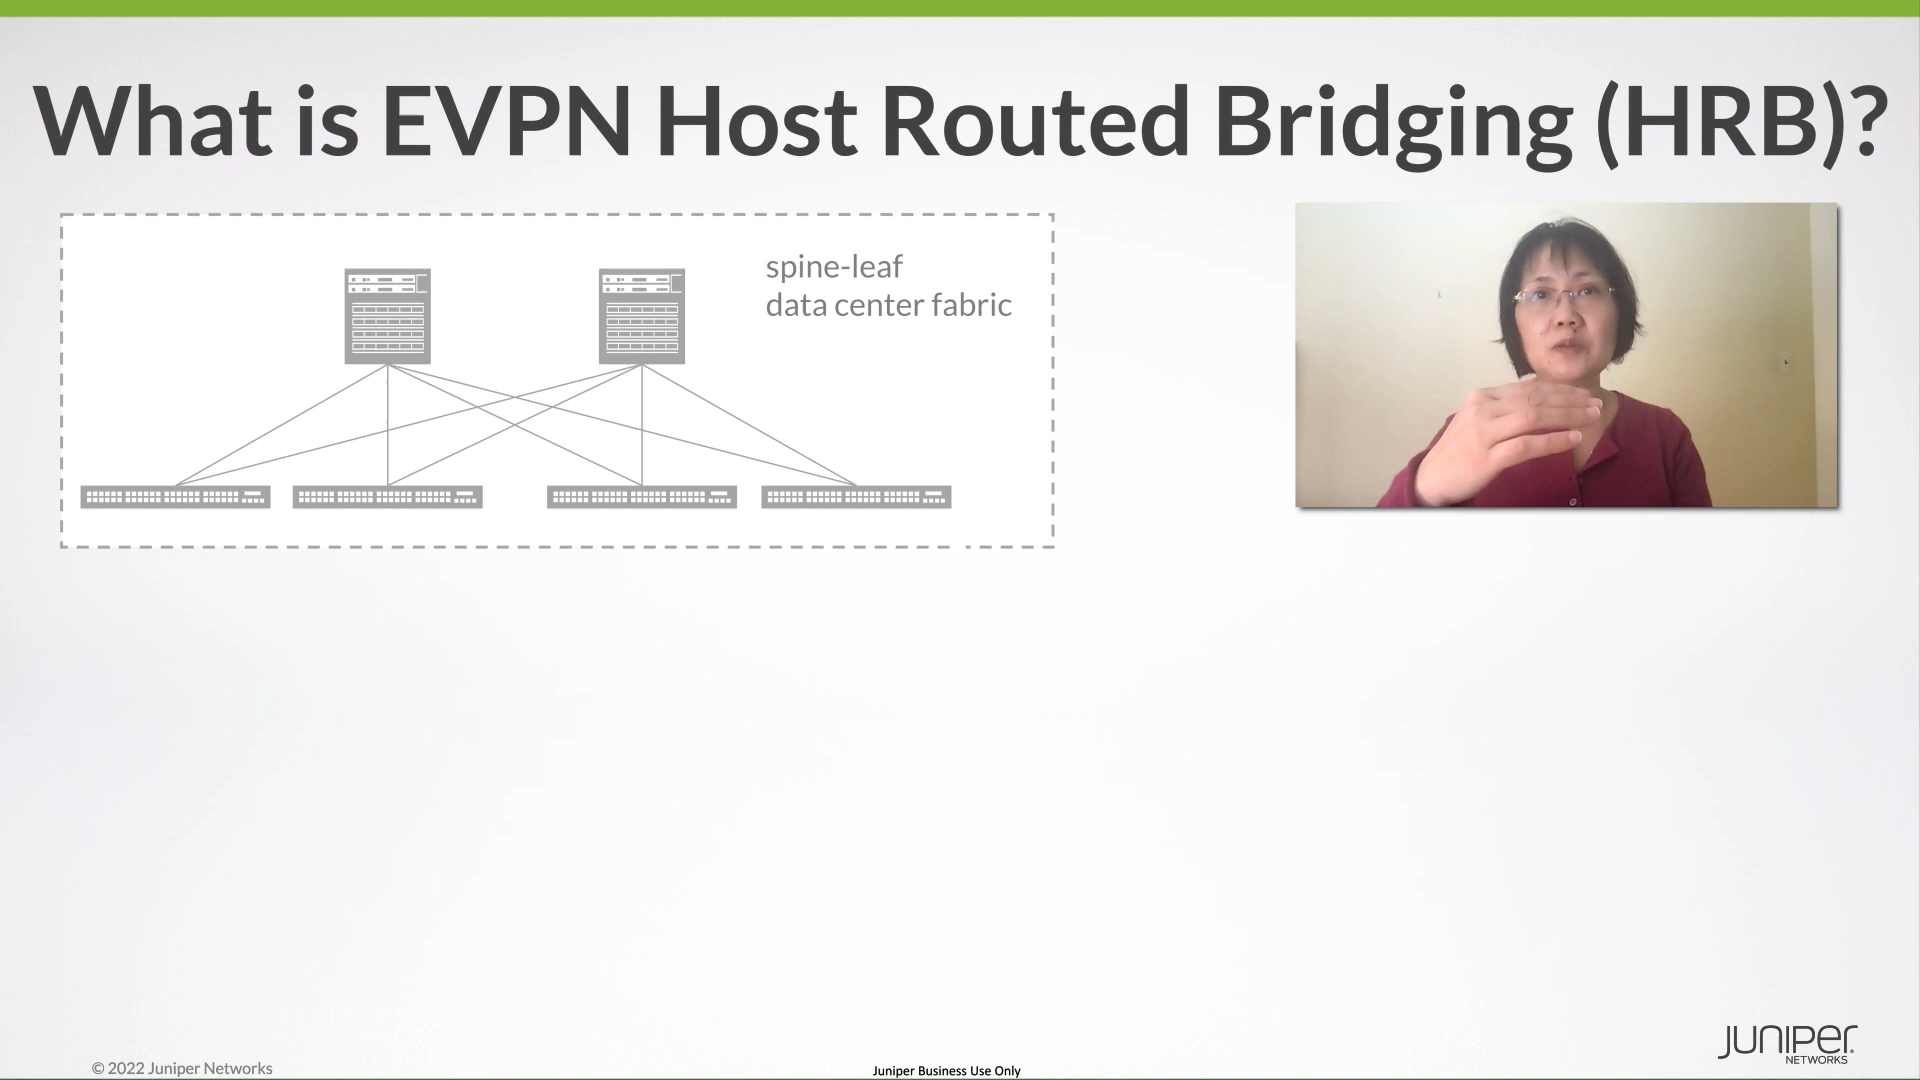 What is EVPN Host Routed Bridging (HRB)?
spine-leaf
data center fabric
© 2022 Juniper Networks
Juniper Business Use Only
JUNIPEr
NETWORKS